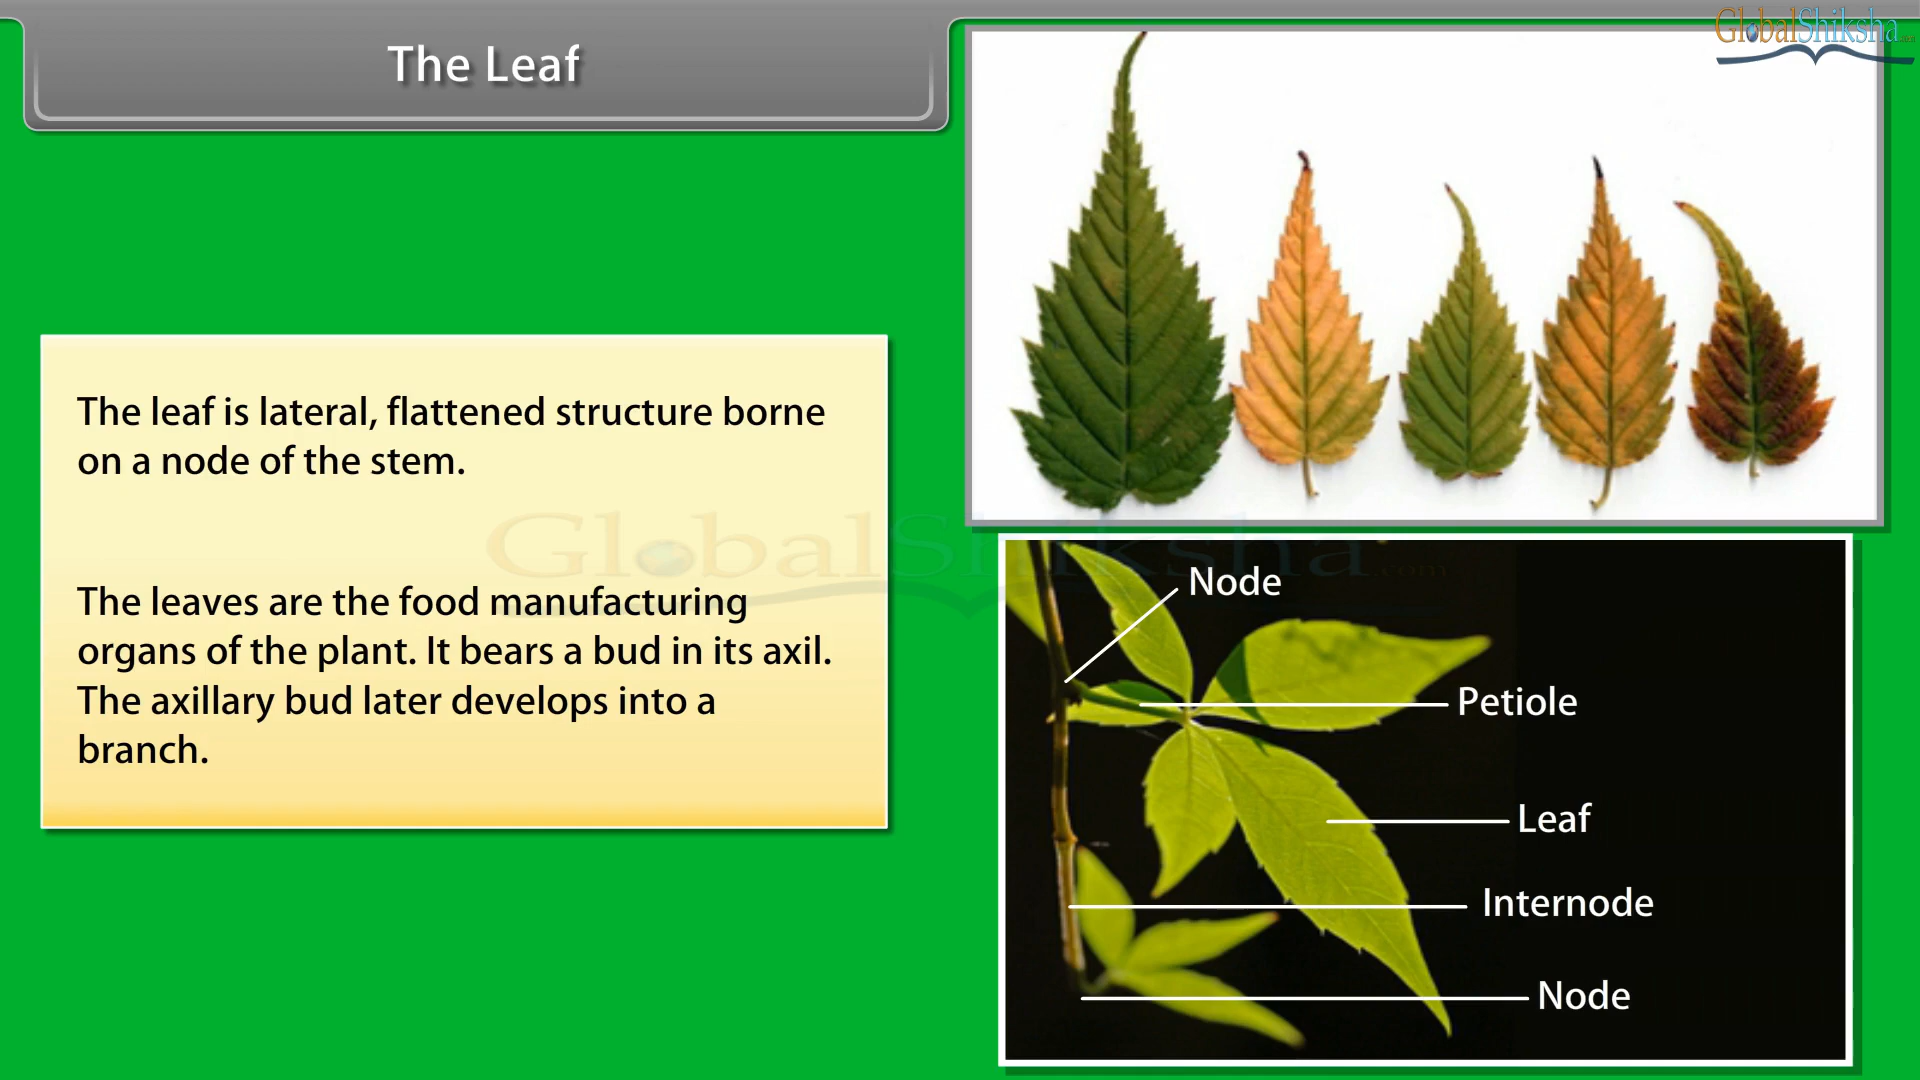 The Leaf
GlobalShiksha
The leaf is lateral, flattened structure borne
on a node of the stem.
The leaves are the food manufacturing
organs of the plant. It bears a bud in its axil.
The axillary bud later develops into a
branch.
GlobalShiksha.com
Node
Petiole
Leaf
Internode
Node